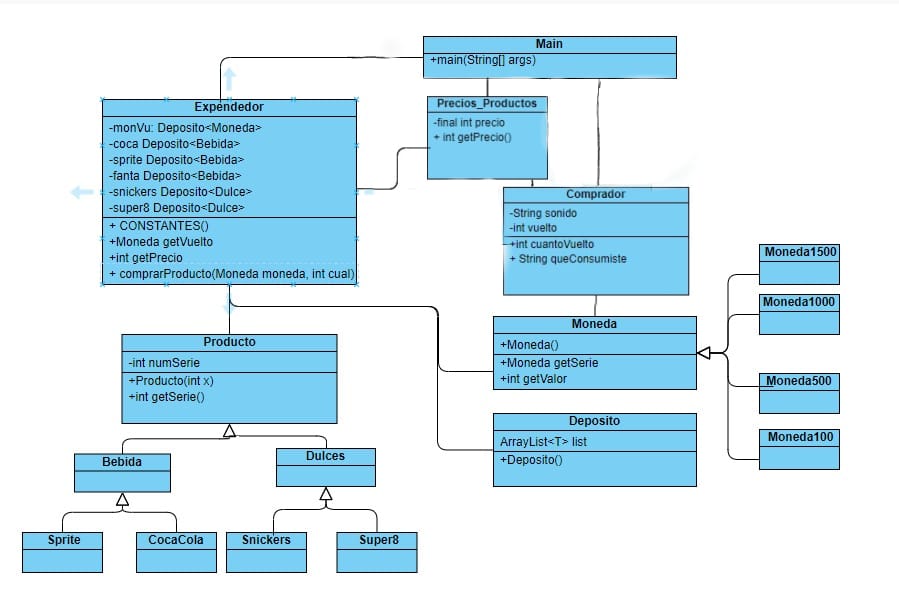 Main
+main(String[] args)
Expendedor
-monVu: Deposito<Moneda>
-coca Deposito<Bebida>
-sprite Deposito<Bebida>
-fanta Deposito<Bebida>
-snickers Deposito<Dulce>
-super8 Deposito<Dulce>
+ CONSTANTES()
+Moneda getVuelto
+int getPrecio
+ comprarProducto(Moneda moneda, int cual)
Precios_Productos
-final int precio
+ int getPrecio()
Comprador
-String sonido
-int vuelto
+int cuantoVuelto
+ String queConsumiste
Moneda1500
Moneda1000
Moneda500
Moneda100
Moneda
+Moneda()
+Moneda getSerie
+int getValor
Producto
-int numSerie
+Producto(int x)
+int getSerie()
Deposito
ArrayList<T> list
+Deposito()
Bebida
Dulces
Sprite
CocaCola
Snickers
Super8